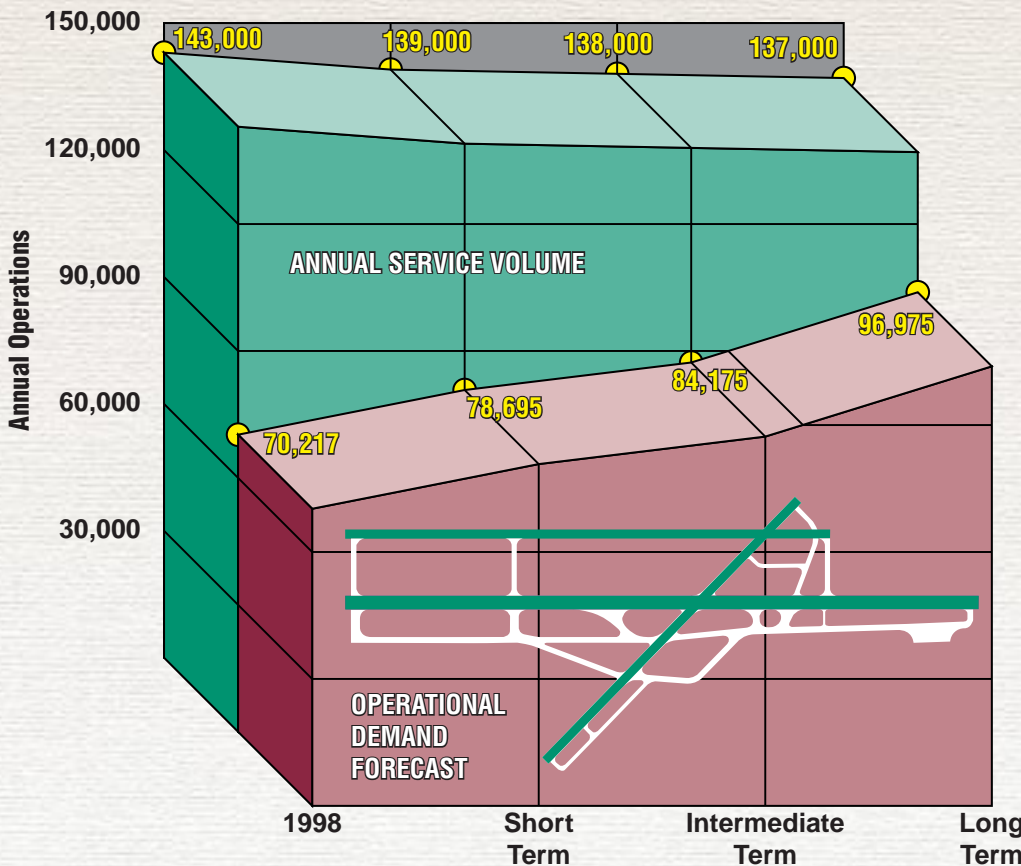 150,000
143,000
139,000
138,000
137,000
120,000
90,000
60,000
30,000
Annual Operations
ANNUAL SERVICE VOLUME
96,975
84,175
78,695
70,217
OPERATIONAL
DEMAND
FORECAST
1998
Short
Term
Intermediate
Term
Long
Term